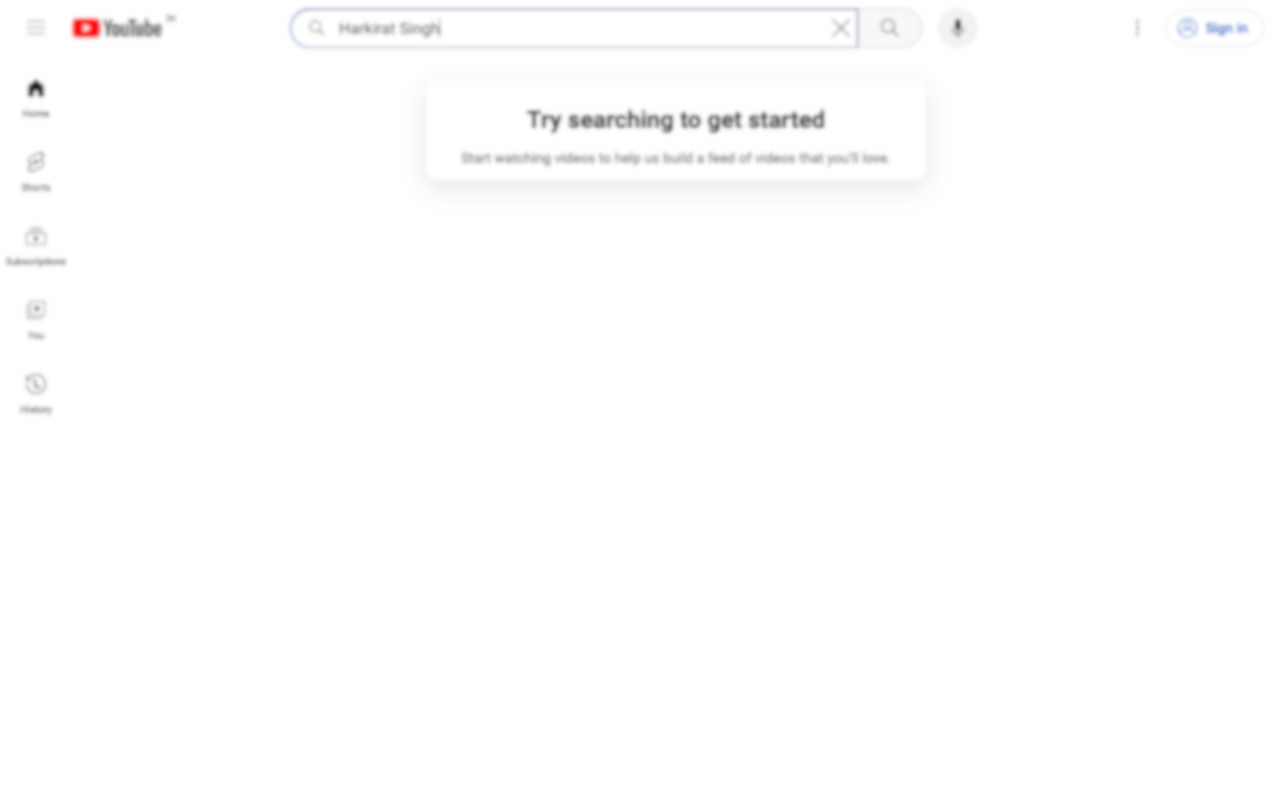 YouTube IN
Harkirat Singh
Sign in
Home
Shorts
Subscriptions
You
History
Try searching to get started
Start watching videos to help us build a feed of videos that you'll love.